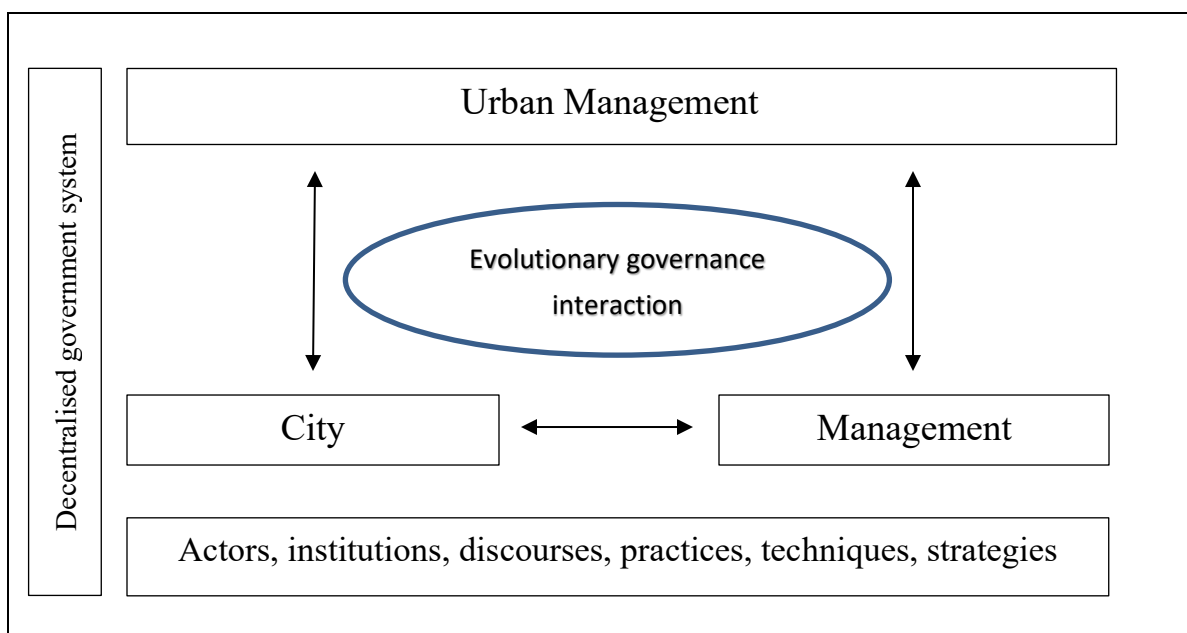 Urban Management
Decentralised government system
Evolutionary governance
interaction
City
Management
Actors, institutions, discourses, practices, techniques, strategies